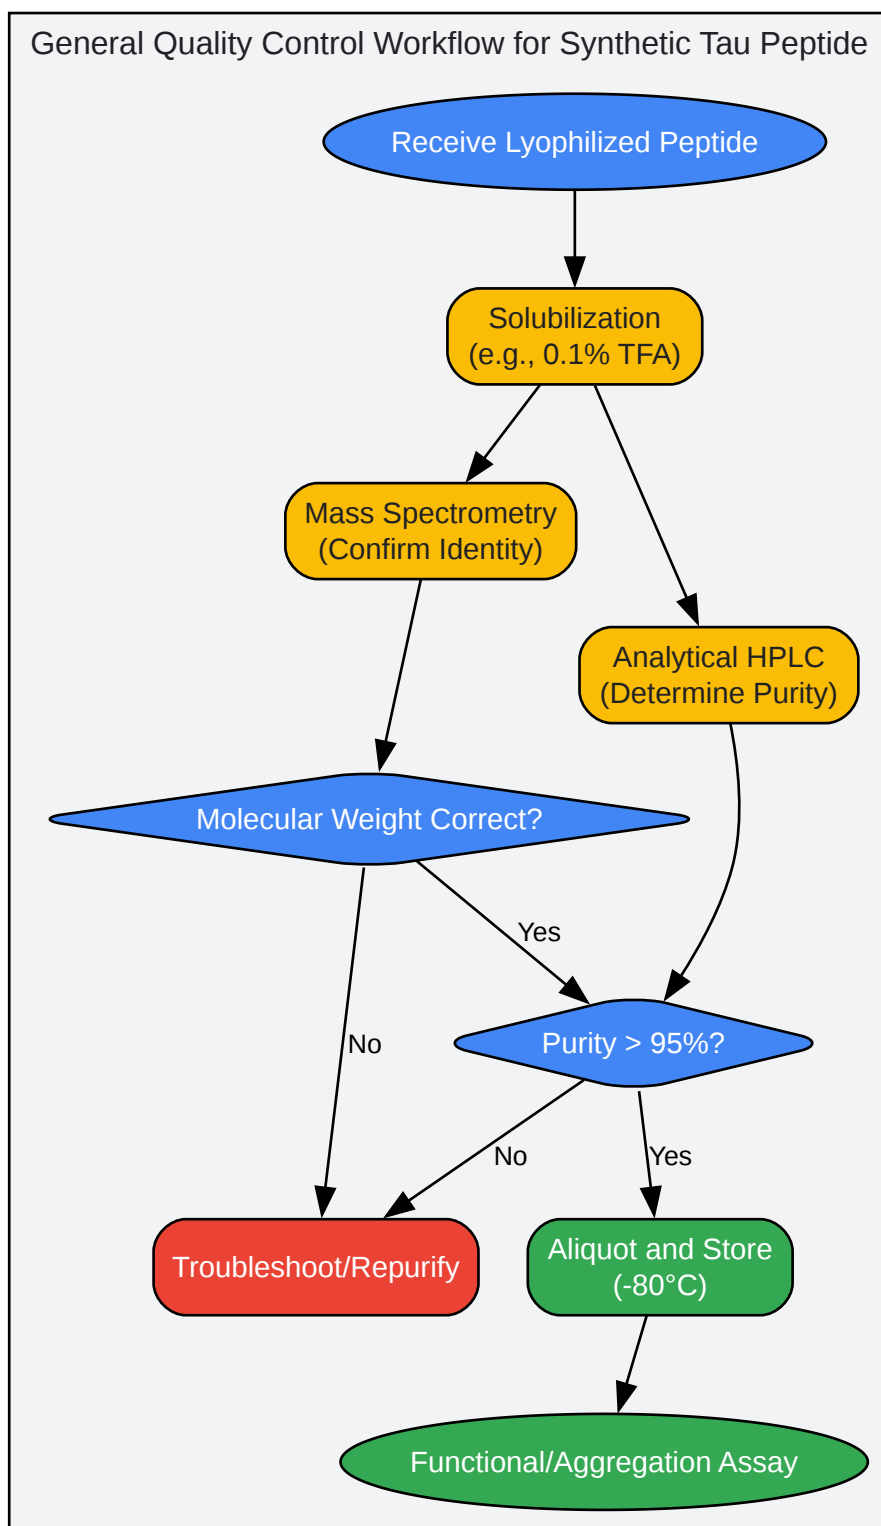 General Quality Control Workflow for Synthetic Tau Peptide
Receive Lyophilized Peptide
Solubilization
(e.g., 0.1% TFA)
Mass Spectrometry
(Confirm Identity)
Analytical HPLC
(Determine Purity)
Molecular Weight Correct?
Yes
No
Purity > 95%?
No
Yes
Troubleshoot/Repurify
Aliquot and Store
(-80°C)
Functional/Aggregation Assay